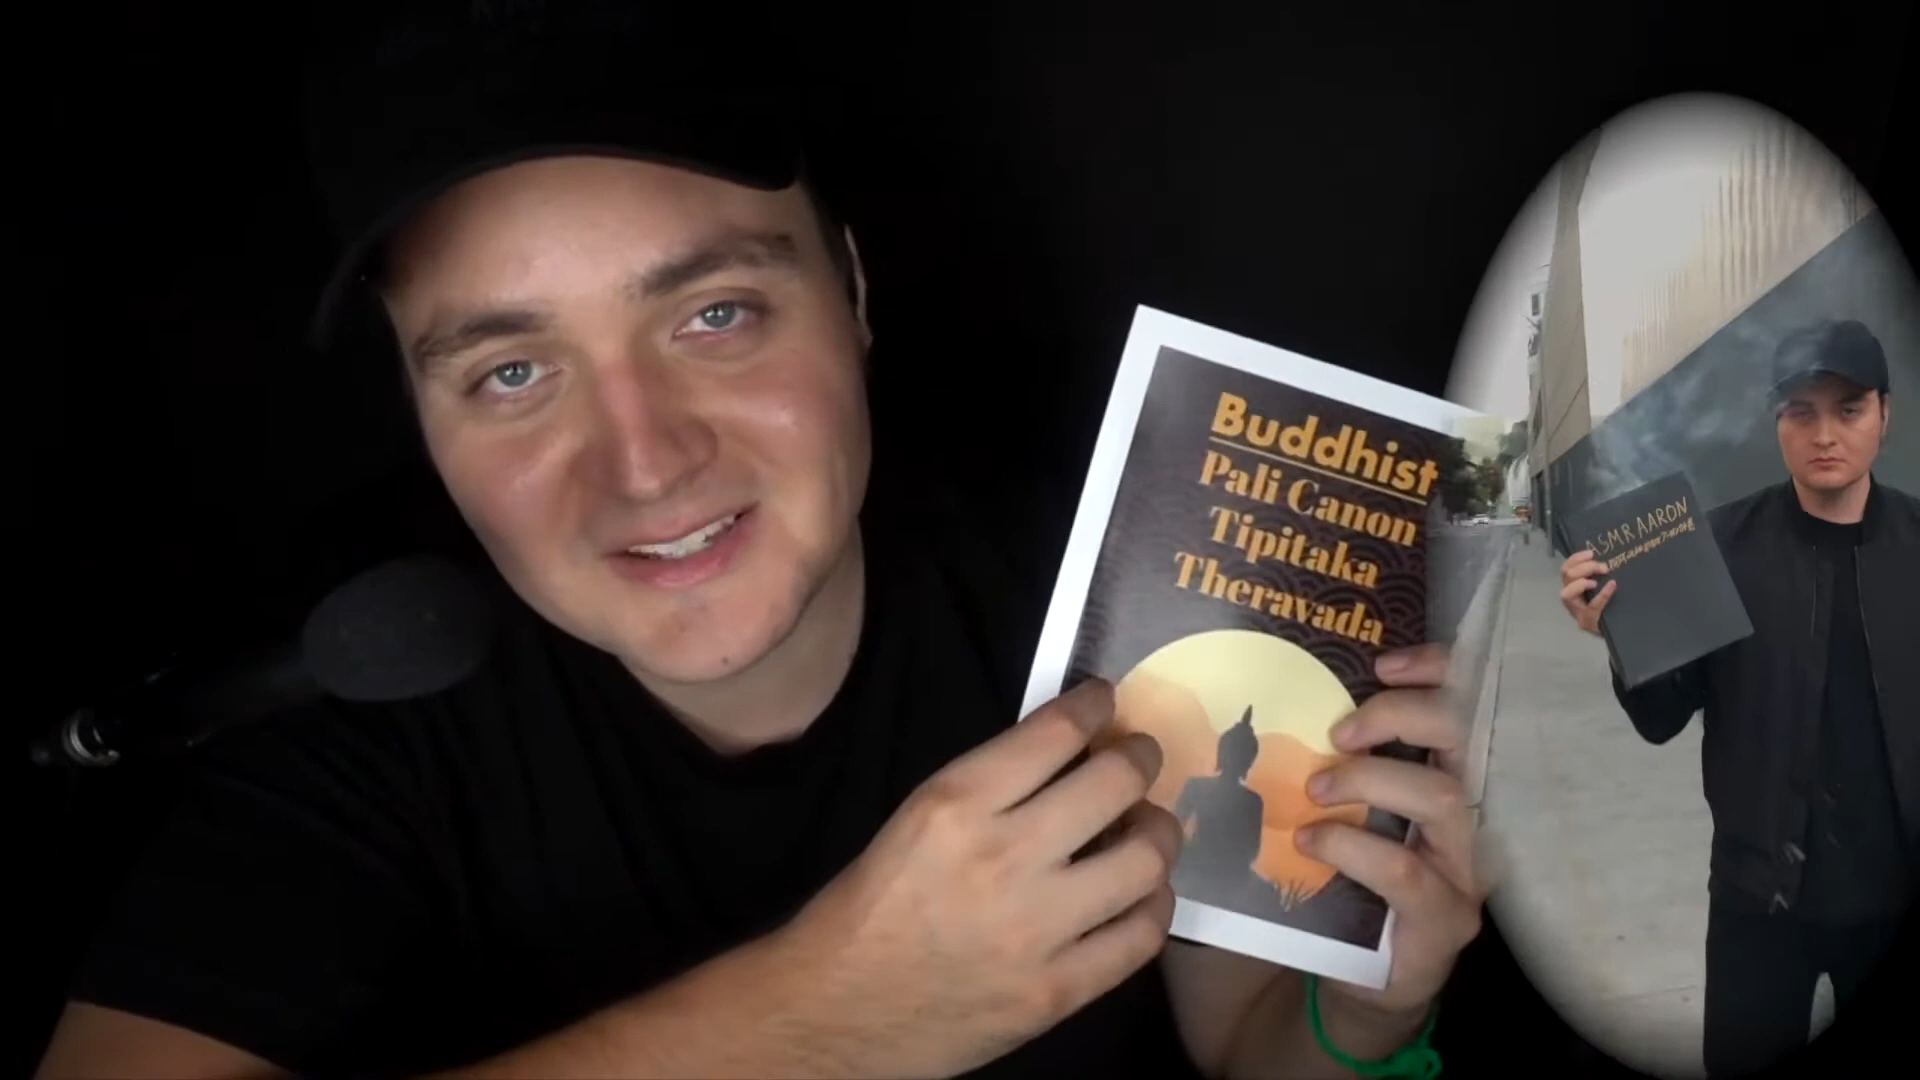 Buddhist
Pali Canon
Tipitaka
Theravada
ASMR AARON